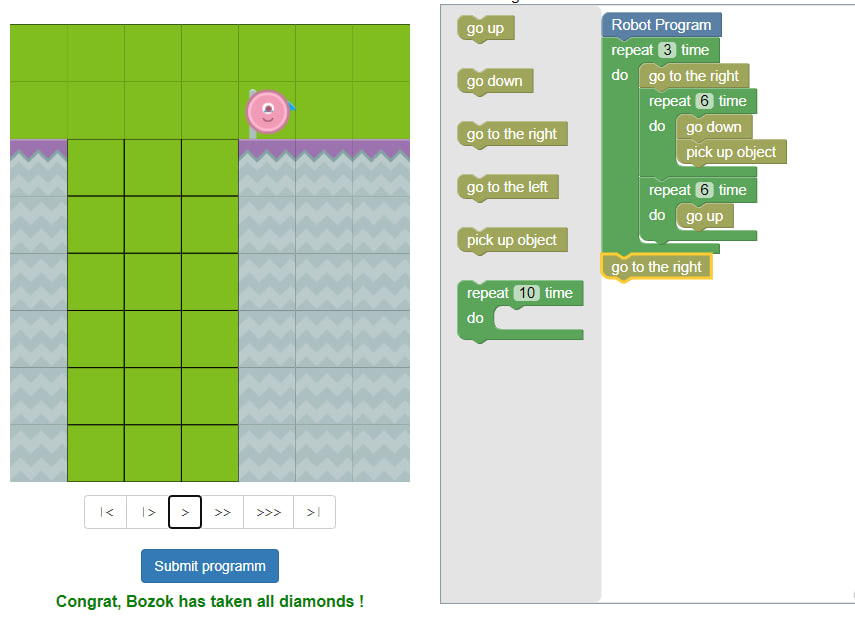 go up
go down
go to the right
go to the left
pick up object
repeat 10 time
do
Robot Program
repeat 3 time
do
go to the right
repeat 6 time
do
go down
pick up object
repeat 6 time
do
go up
go to the right
|< |> > >> >>> >|
Submit programm
Congrat, Bozok has taken all diamonds !